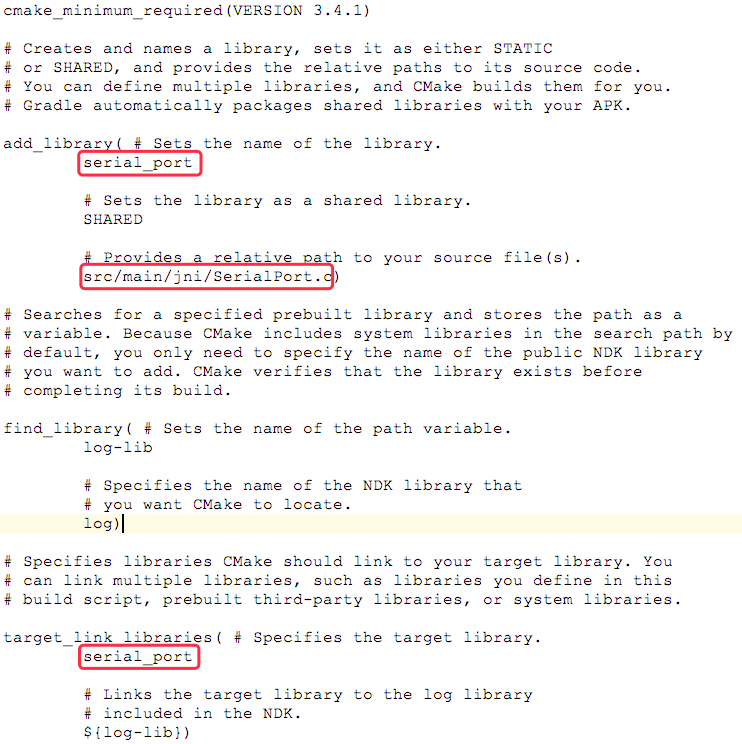 cmake_minimum_required(VERSION 3.4.1)
# Creates and names a library, sets it as either STATIC
# or SHARED, and provides the relative paths to its source code.
# You can define multiple libraries, and CMake builds them for you.
# Gradle automatically packages shared libraries with your APK.
add_library( # Sets the name of the library.
serial_port
# Sets the library as a shared library.
SHARED
# Provides a relative path to your source file(s).
src/main/jni/SerialPort.c)
# Searches for a specified prebuilt library and stores the path as a
# variable. Because CMake includes system libraries in the search path by
# default, you only need to specify the name of the public NDK library
# you want to add. CMake verifies that the library exists before
# completing its build.
find_library( # Sets the name of the path variable.
log-lib
# Specifies the name of the NDK library that
# you want CMake to locate.
log)
# Specifies libraries CMake should link to your target library. You
# can link multiple libraries, such as libraries you define in this
# build script, prebuilt third-party libraries, or system libraries.
target_link_libraries( # Specifies the target library.
serial_port
# Links the target library to the log library
# included in the NDK.
${log-lib})